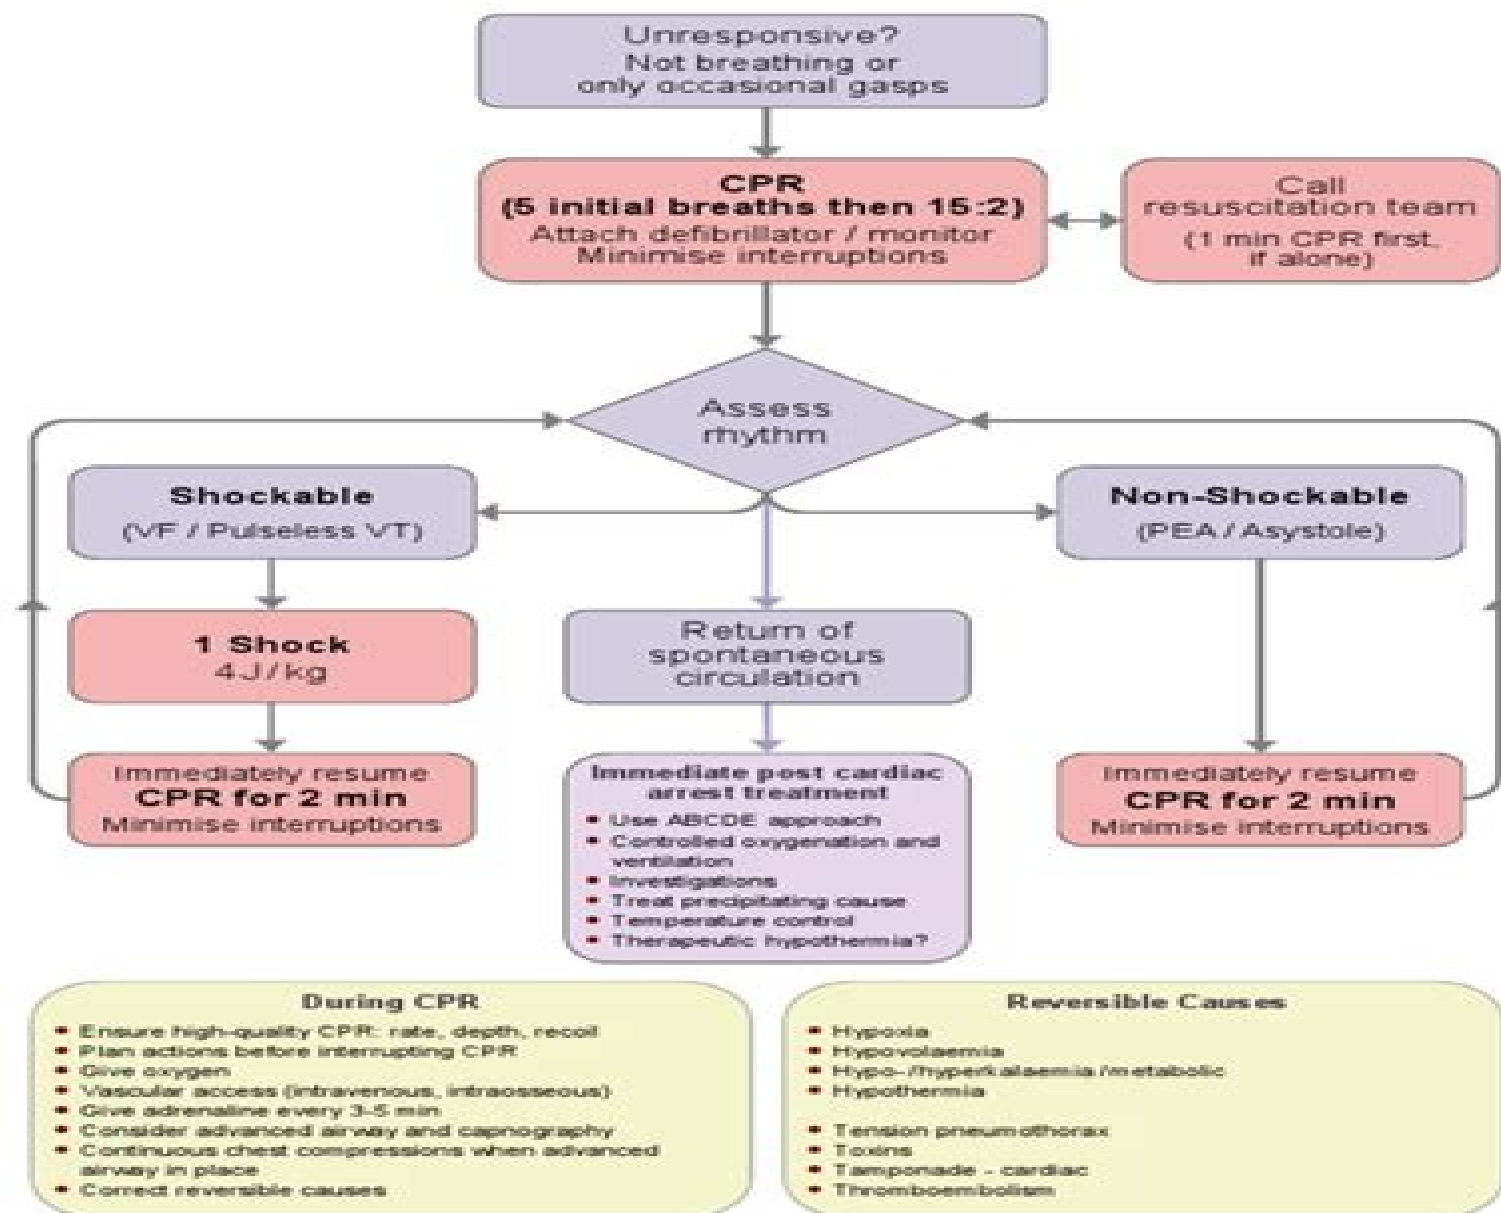 Unresponsive?
Not breathing or
only occasional gasps
CPR
(5 initial breaths then 15:2)
Attach defibrillator / monitor
Minimise interruptions
Call
resuscitation team
(1 min CPR first,
if alone)
Assess
rhythm
Shockable
(VF / Pulseless VT)
Non-Shockable
(PEA / Asystole)
1 Shock
4J/kg
Return of
spontaneous
circulation
Immediately resume
CPR for 2 min
Minimise interruptions
Immediate post cardiac
arrest treatment
• Use ABCDE approach
• Controlled oxygenation and
ventilation
• Investigations
• Treat precipitating cause
• Temperature control
• Therapeutic hypothermia?
Immediately resume
CPR for 2 min
Minimise interruptions
During CPR
• Ensure high-quality CPR: rate, depth, recoil
• Plan actions before interrupting CPR
• Give oxygen
• Vascular access (intravenous, intraosseous)
• Give adrenaline every 3-5 min
• Consider advanced airway and capnography
• Continuous chest compressions when advanced
airway in place
• Correct reversible causes
Reversible Causes
• Hypoxia
• Hypovolaemia
• Hypo-/hyperkalaemia/metabolic
• Hypothermia
• Tension pneumothorax
• Toxins
• Tamponade - cardiac
• Thromboembolism